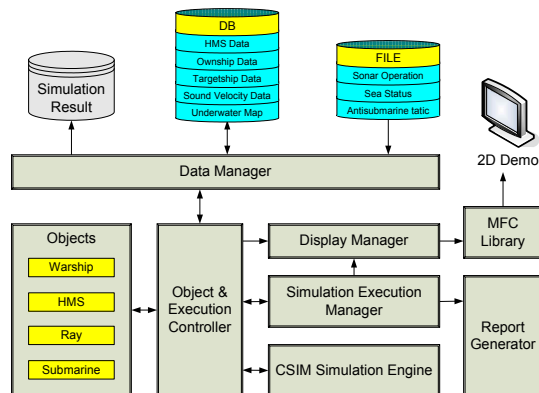 DB
HMS Data
Ownship Data
Targetship Data
Sound Velocity Data
Underwater Map
FILE
Sonar Operation
Sea Status
Antisubmarine tatic
Simulation
Result
2D Demo
Data Manager
Objects
Warship
HMS
Ray
Submarine
Object &
Execution
Controller
Display Manager
MFC
Library
Simulation Execution
Manager
Report
Generator
CSIM Simulation Engine